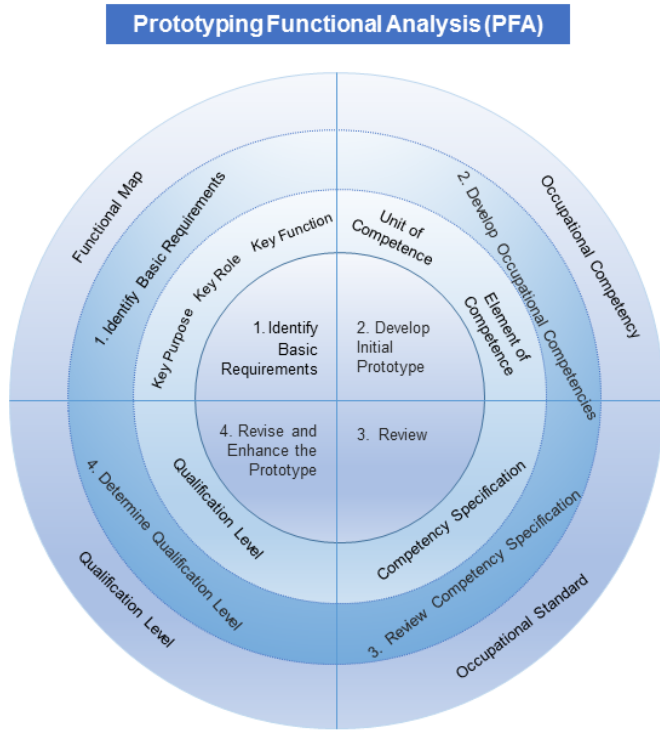 Prototyping Functional Analysis (PFA)
Functional Map
1. Identify Basic Requirements
Key Purpose Key Role Key Function
1. Identify
Basic
Requirements
Occupational Competency
2. Develop Occupational Competencies
Unit of
Competence
Element of
Competence
2. Develop
Initial
Prototype
3. Review
Competency Specification
3. Review Competency Specification
Occupational Standard
4. Revise and
Enhance the
Prototype
Qualification Level
4. Determine Qualification Level
Qualification Level